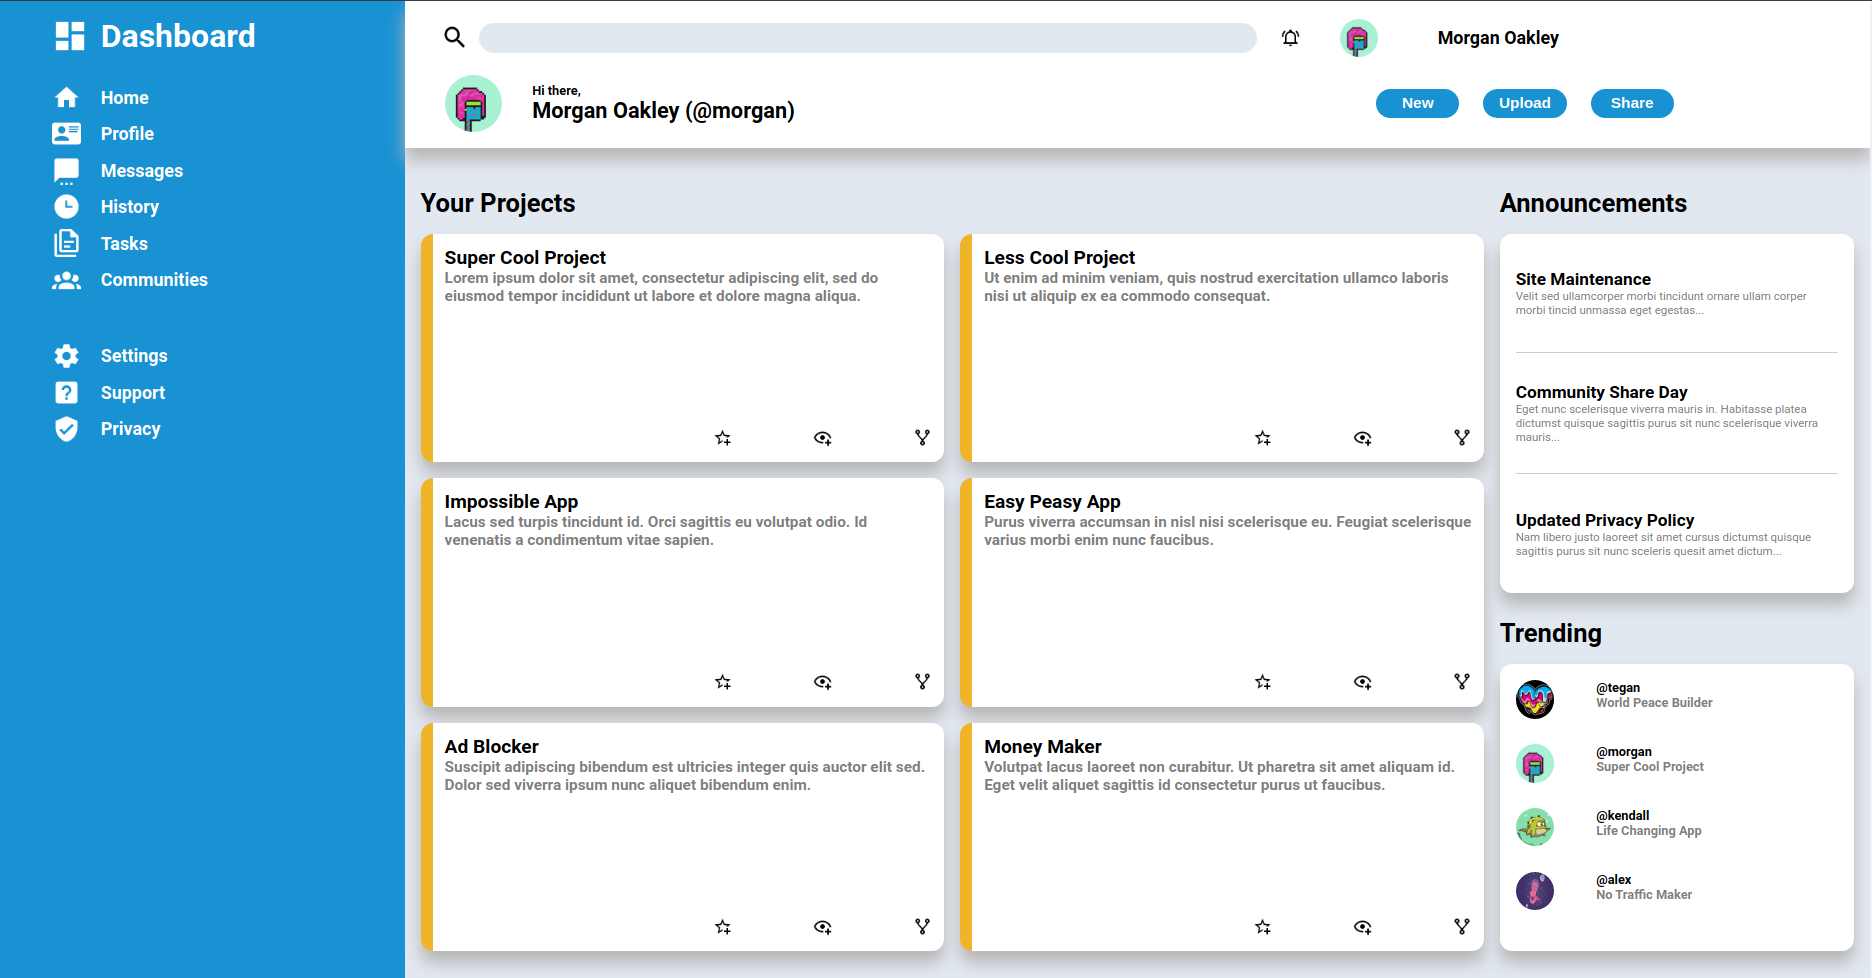 Dashboard
Home
Profile
Messages
History
Tasks
Communities
Settings
Support
Privacy
Morgan Oakley
Hi there,
Morgan Oakley (@morgan)
New
Upload
Share
Your Projects
Super Cool Project
Lorem ipsum dolor sit amet, consectetur adipiscing elit, sed do
eiusmod tempor incididunt ut labore et dolore magna aliqua.
Less Cool Project
Ut enim ad minim veniam, quis nostrud exercitation ullamco laboris
nisi ut aliquip ex ea commodo consequat.
Impossible App
Lacus sed turpis tincidunt id. Orci sagittis eu volutpat odio. Id
venenatis a condimentum vitae sapien.
Easy Peasy App
Purus viverra accumsan in nisl nisi scelerisque eu. Feugiat scelerisque
varius morbi enim nunc faucibus.
Ad Blocker
Suscipit adipiscing bibendum est ultricies integer quis auctor elit sed.
Dolor sed viverra ipsum nunc aliquet bibendum enim.
Money Maker
Volutpat lacus laoreet non curabitur. Ut pharetra sit amet aliquam id.
Eget velit aliquet sagittis id consectetur purus ut faucibus.
Announcements
Site Maintenance
Velit sed ullamcorper morbi tincidunt ornare ullam corper
morbi tincid unmassa eget egestas...
Community Share Day
Eget nunc scelerisque viverra mauris in. Habitasse platea
dictumst quisque sagittis purus sit nunc scelerisque viverra
mauris...
Updated Privacy Policy
Nam libero justo laoreet sit amet cursus dictumst quisque
sagittis purus sit nunc sceleris quesit amet dictum...
Trending
@tegan
World Peace Builder
@morgan
Super Cool Project
@kendall
Life Changing App
@alex
No Traffic Maker